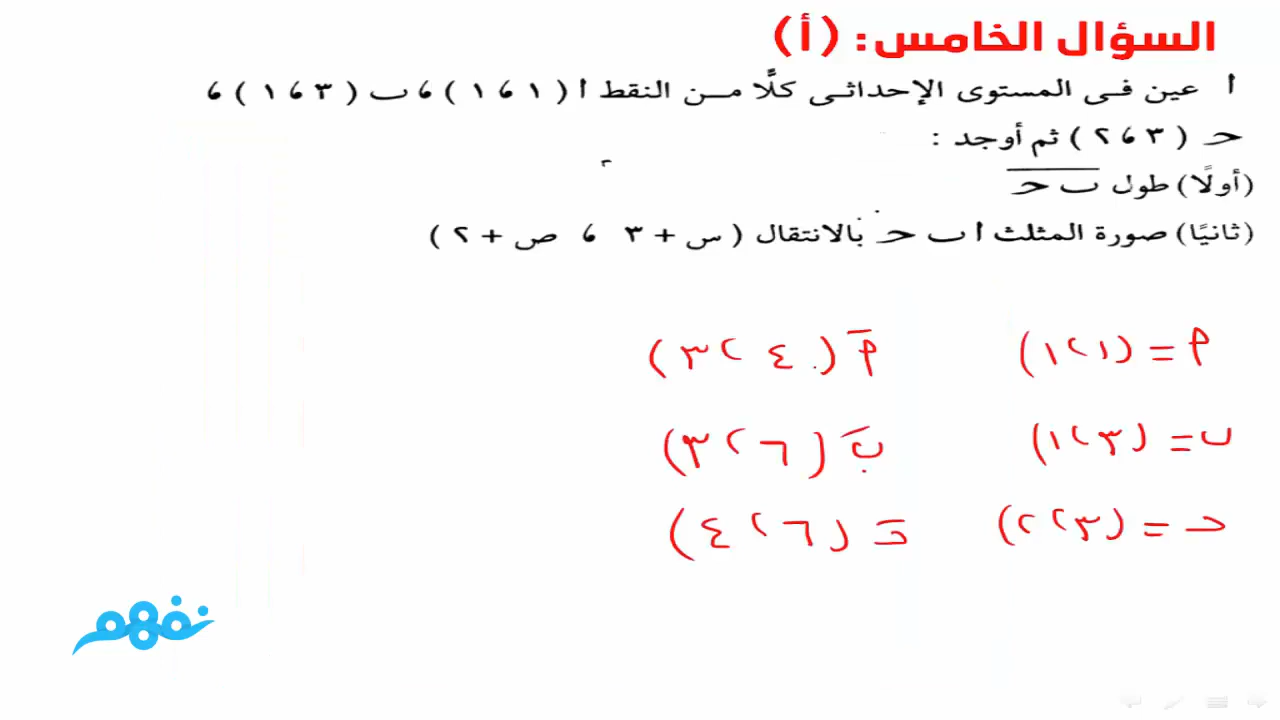 السؤال الخامس: (أ)
أ عين فى المستوى الإحداثى كلًّا من النقط أ (١ ، ١) ، ب (٣ ، ١) ،
حـ (٣ ، ٢) ثم أوجد :
(أولًا) طول ب حـ
(ثانيًا) صورة المثلث أ ب حـ بالانتقال (س + ٣ ، ص + ٢)
أ = (١ ، ١) أَ (٤ ، ٣)
ب = (٣ ، ١) بَ (٦ ، ٣)
حـ = (٣ ، ٢) حـَ (٦ ، ٤)
نفهم